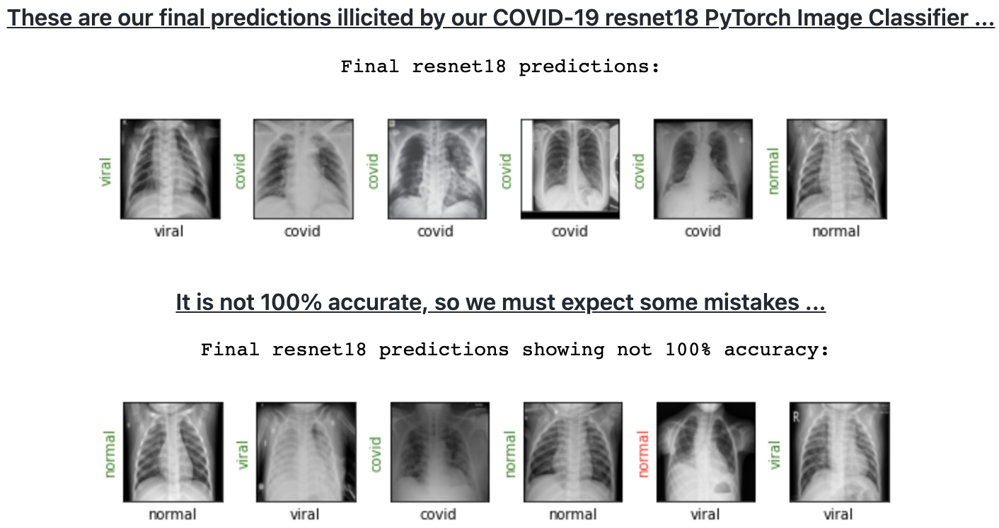 These are our final predictions illicited by our COVID-19 resnet18 PyTorch Image Classifier ...
Final resnet18 predictions:
viral covid covid covid covid normal
viral covid covid covid covid normal
It is not 100% accurate, so we must expect some mistakes ...
Final resnet18 predictions showing not 100% accuracy:
normal viral covid normal normal viral
R
normal viral covid normal viral viral